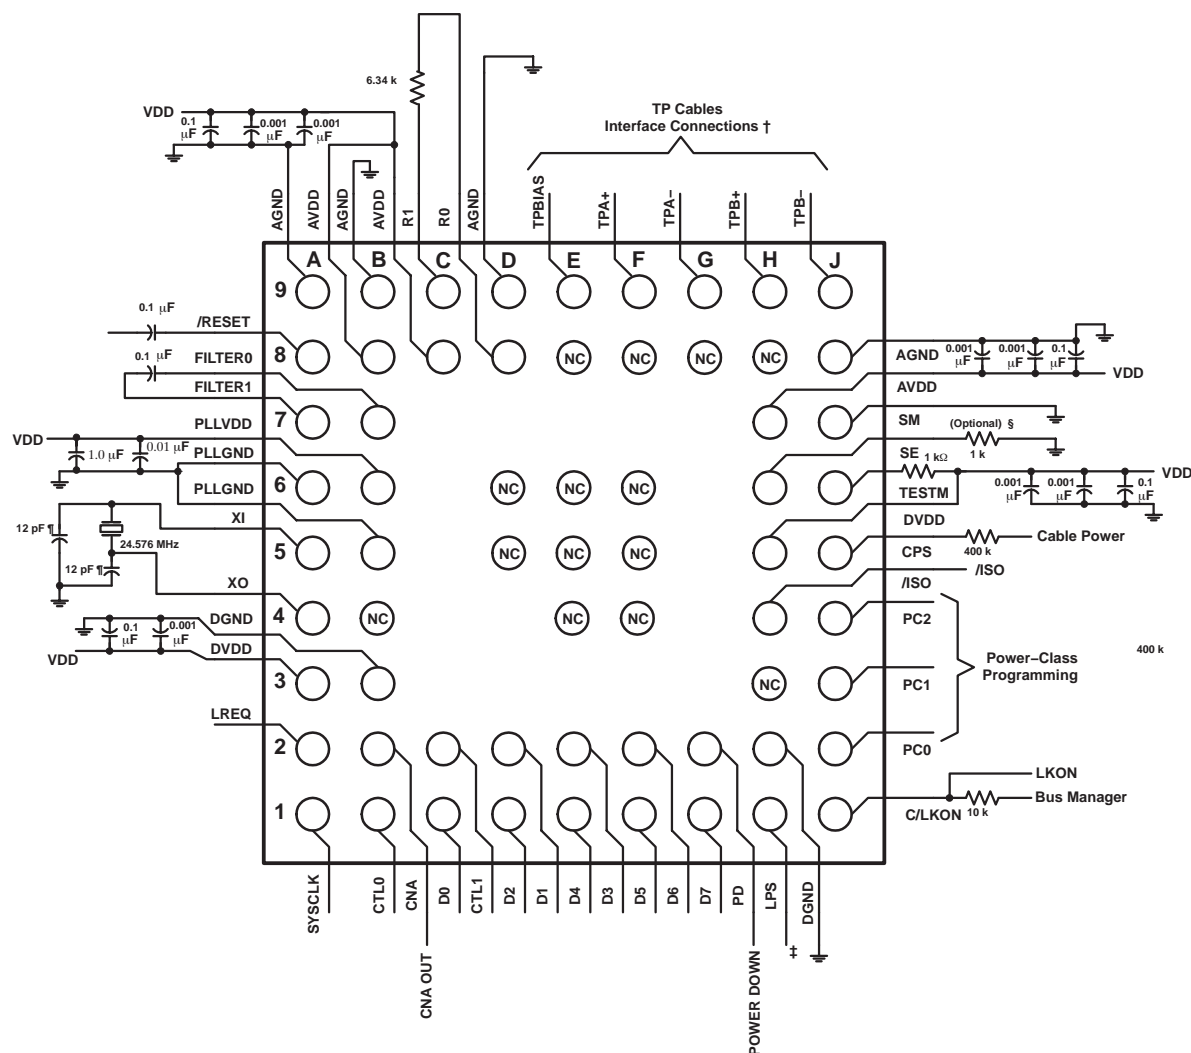 6.34 k
VDD
0.1 µF
0.001 µF
0.001 µF
TP Cables
Interface Connections †
AGND
AVDD
AGND
AVDD
R1
R0
AGND
TPBIAS
TPA+
TPA−
TPB+
TPB−
A B C D E F G H J
9
8
7
6
5
4
3
2
1
0.1 µF
/RESET
FILTER0
0.1 µF
FILTER1
PLLVDD
VDD
1.0 µF
0.01 µF
PLLGND
PLLGND
XI
12 pF ¶
24.576 MHz
12 pF ¶
XO
DGND
0.1 µF
0.001 µF
DVDD
VDD
LREQ
NC NC NC NC
NC NC NC
NC NC NC
NC NC NC
NC
AGND
0.001 µF
0.001 µF
0.1 µF
VDD
AVDD
SM
(Optional) §
1 k
SE
1 kΩ
VDD
TESTM
0.001 µF
0.001 µF
0.1 µF
DVDD
Cable Power
CPS
400 k
/ISO
/ISO
PC2
Power−Class
Programming
400 k
PC1
PC0
LKON
Bus Manager
C/LKON
10 k
SYSCLK
CTL0
CNA
D0
CTL1
D2
D1
D4
D3
D5
D6
D7
PD
LPS
DGND
CNA OUT
POWER DOWN
‡